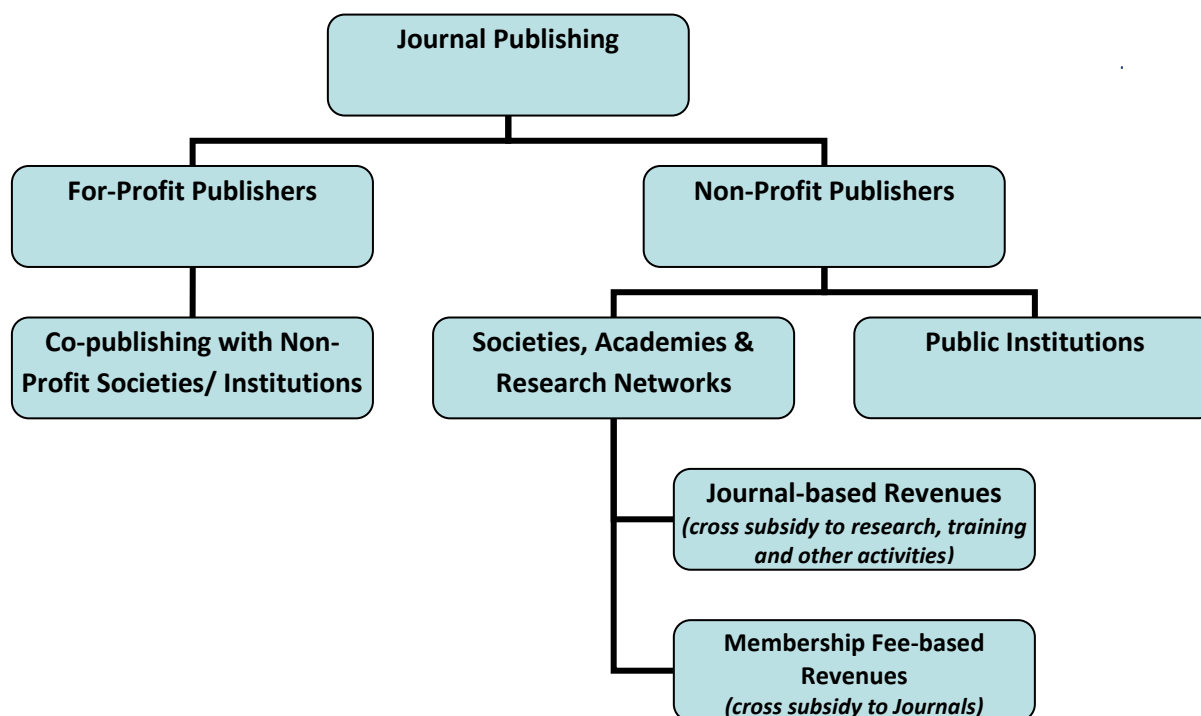 Journal Publishing
For-Profit Publishers
Non-Profit Publishers
Co-publishing with Non-
Profit Societies/ Institutions
Societies, Academies &
Research Networks
Public Institutions
Journal-based Revenues
(cross subsidy to research, training
and other activities)
Membership Fee-based
Revenues
(cross subsidy to Journals)